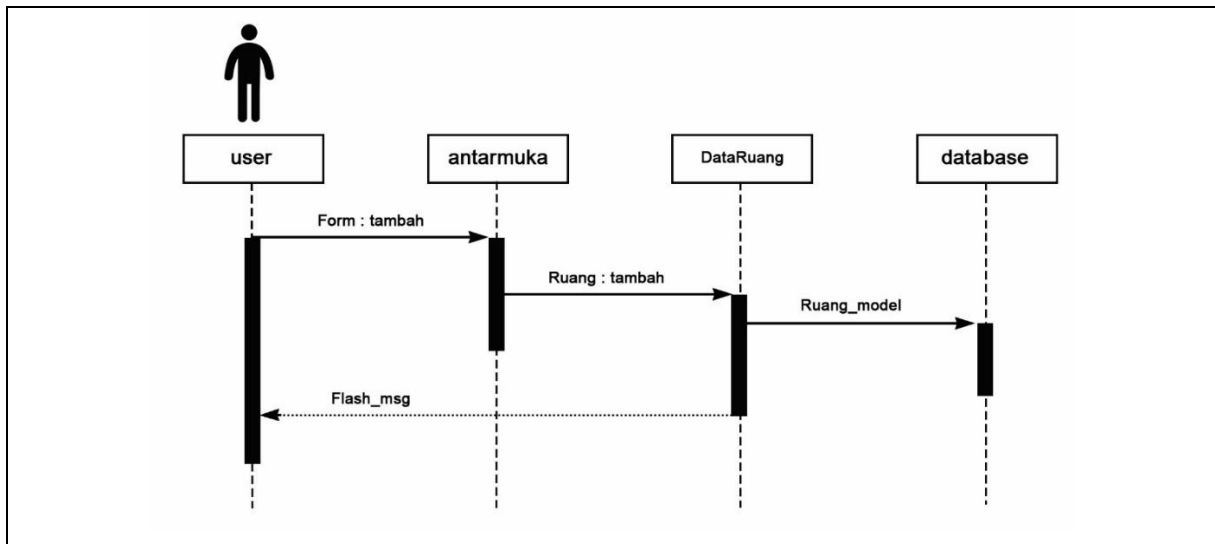 user
antarmuka
DataRuang
database
Form : tambah
Ruang : tambah
Ruang_model
Flash_msg